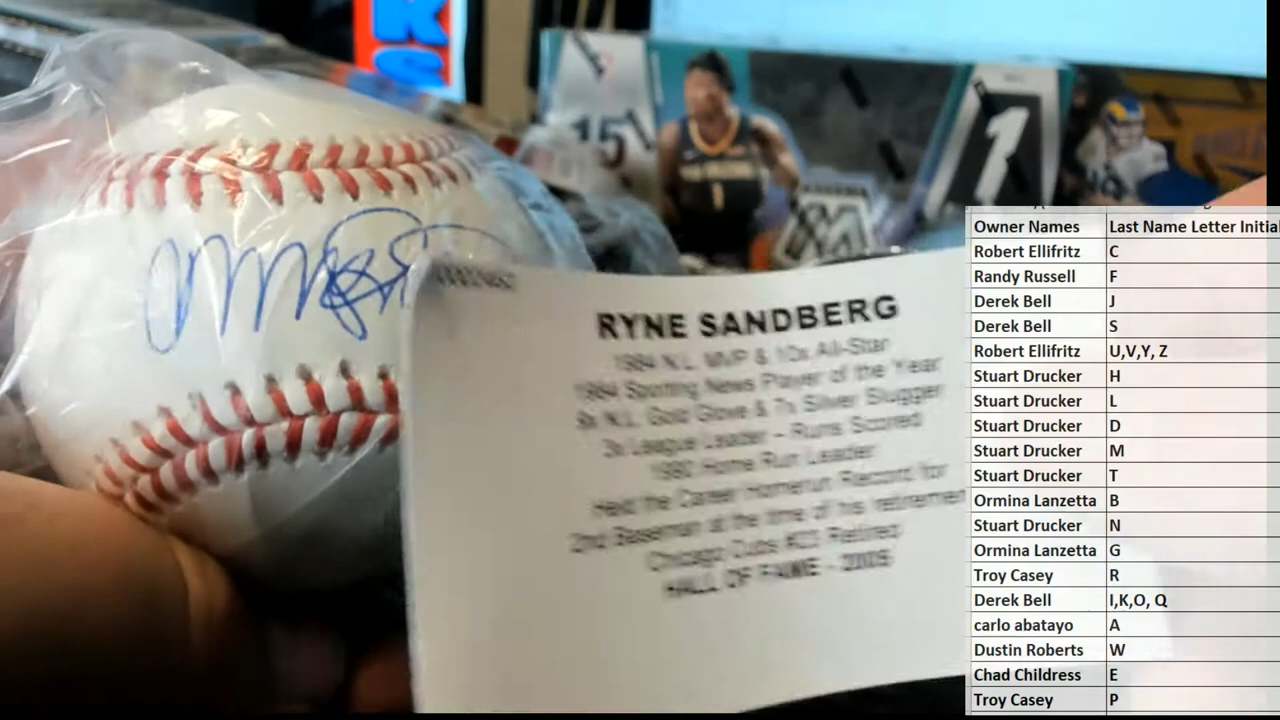 KS
15
1
1
RYNE SANDBERG
1984 N.L. MVP & 10x All-Star
1984 Sporting News Player of the Year
9x N.L. Gold Glove & 7x Silver Slugger
3x League Leader - Runs Scored
1990 Home Run Leader
Held the Career Homerun Record for
2nd Baseman at the time of his retirement
Chicago Cubs #23 Retired
HALL OF FAME - 2005
Owner Names Last Name Letter Initial
Robert Ellifritz C
Randy Russell F
Derek Bell J
Derek Bell S
Robert Ellifritz U,V,Y, Z
Stuart Drucker H
Stuart Drucker L
Stuart Drucker D
Stuart Drucker M
Stuart Drucker T
Ormina Lanzetta B
Stuart Drucker N
Ormina Lanzetta G
Troy Casey R
Derek Bell I,K,O, Q
carlo abatayo A
Dustin Roberts W
Chad Childress E
Troy Casey P